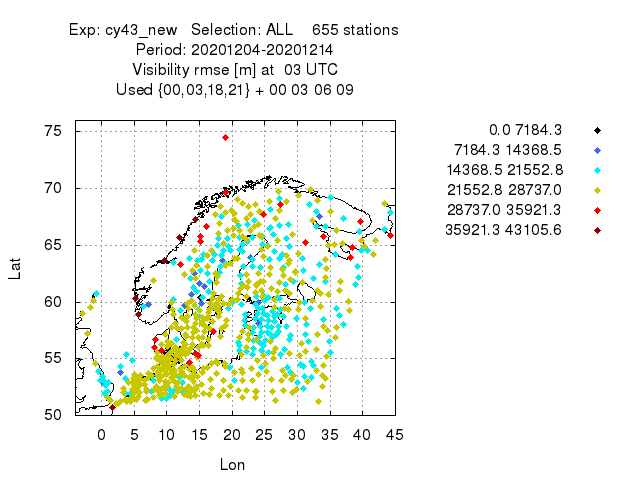 Exp: cy43_new   Selection: ALL    655 stations
Period: 20201204-20201214
Visibility rmse [m] at  03 UTC
Used {00,03,18,21} + 00 03 06 09
0.0 7184.3
7184.3 14368.5
14368.5 21552.8
21552.8 28737.0
28737.0 35921.3
35921.3 43105.6
75
70
65
60
55
50
Lat
0 5 10 15 20 25 30 35 40 45
Lon